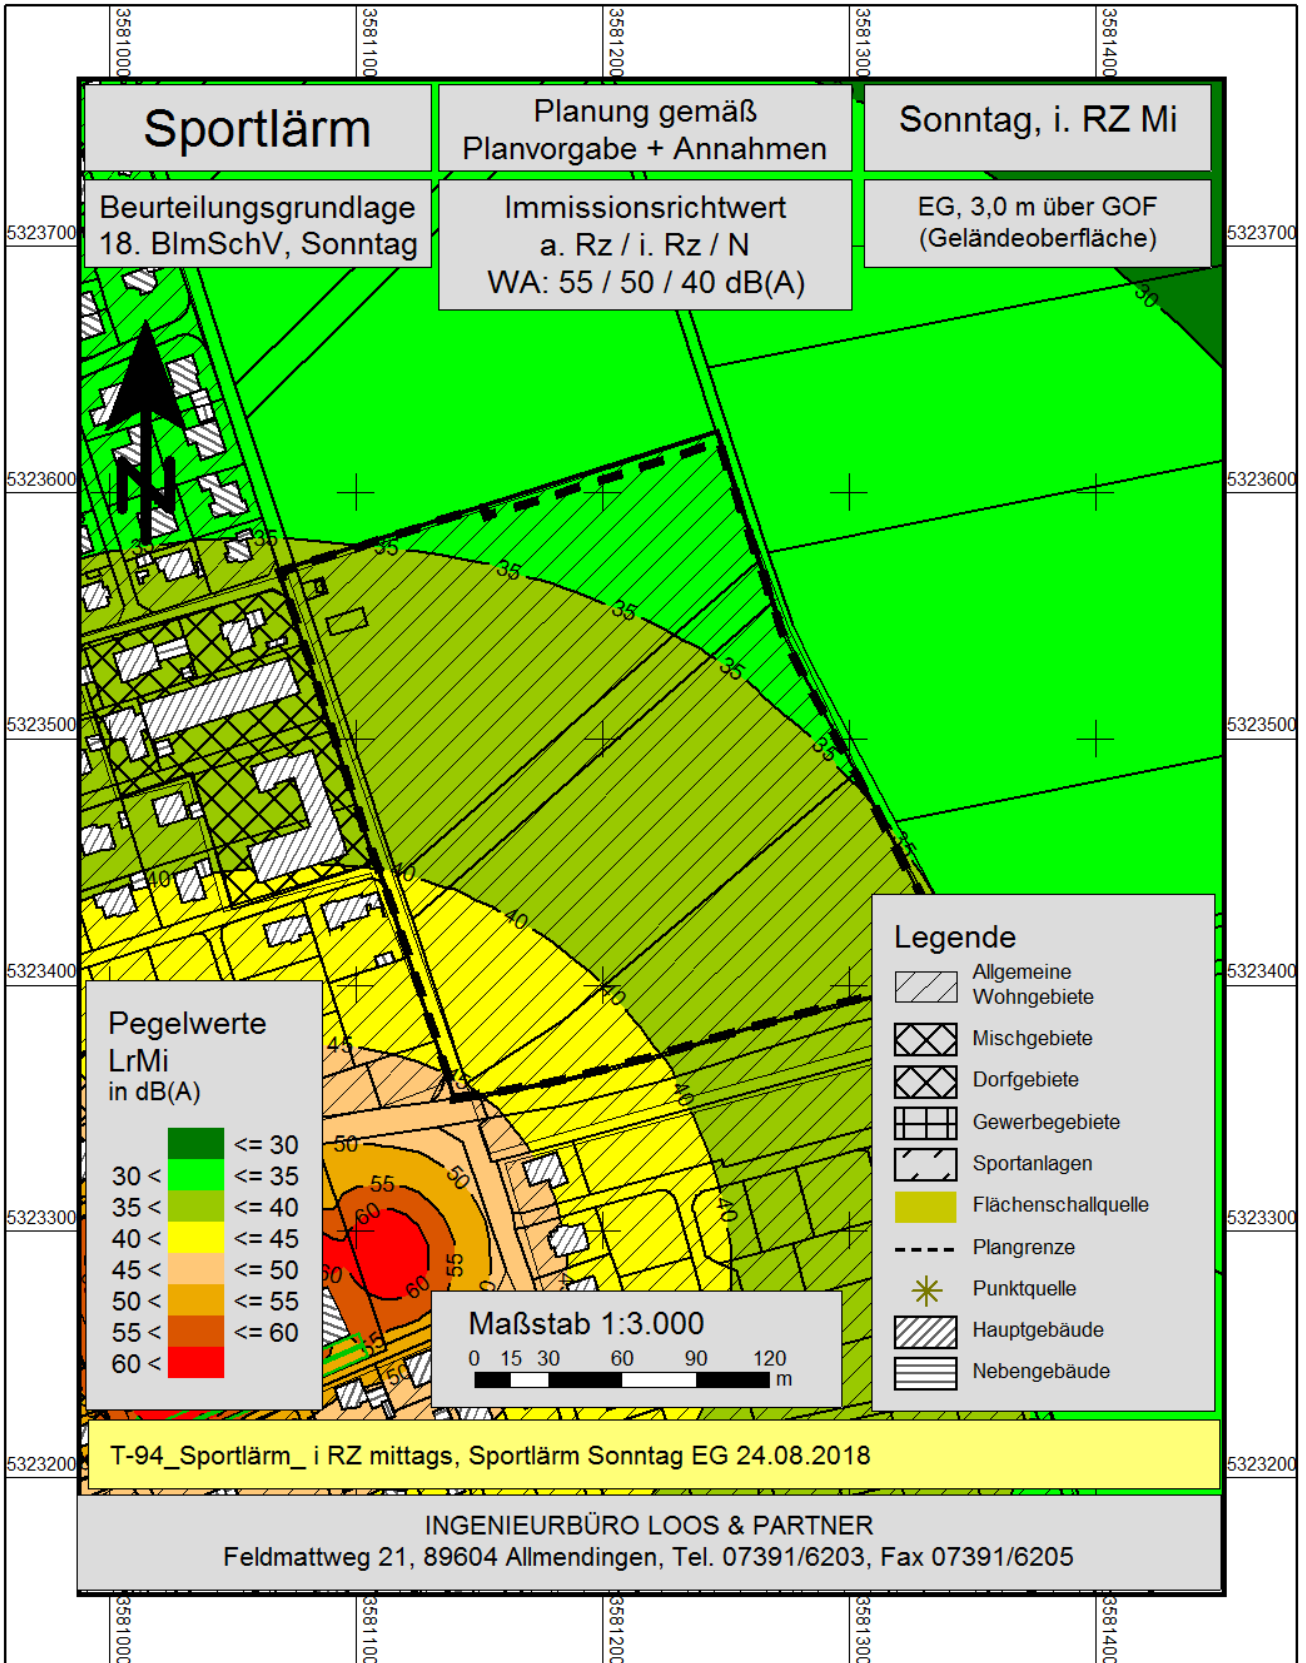 3581000 3581100 3581200 3581300 3581400
Sportlärm
Planung gemäß
Planvorgabe + Annahmen
Sonntag, i. RZ Mi
Beurteilungsgrundlage
18. BImSchV, Sonntag
Immissionsrichtwert
a. Rz / i. Rz / N
WA: 55 / 50 / 40 dB(A)
EG, 3,0 m über GOF
(Geländeoberfläche)
5323700 5323700
30
N
5323600 5323600
35 35 35
35
35
35
5323500 5323500
35
35
40 40
40
5323400 5323400
40
45
45
40
50
50
55
40
60
5323300 5323300
55
60
60
55
50
Pegelwerte
LrMi
in dB(A)
<= 30
30 < <= 35
35 < <= 40
40 < <= 45
45 < <= 50
50 < <= 55
55 < <= 60
60 <
Maßstab 1:3.000
0 15 30 60 90 120
m
Legende
Allgemeine
Wohngebiete
Mischgebiete
Dorfgebiete
Gewerbegebiete
Sportanlagen
Flächenschallquelle
Plangrenze
Punktquelle
Hauptgebäude
Nebengebäude
T-94_Sportlärm_ i RZ mittags, Sportlärm Sonntag EG 24.08.2018
5323200 5323200
INGENIEURBÜRO LOOS & PARTNER
Feldmattweg 21, 89604 Allmendingen, Tel. 07391/6203, Fax 07391/6205
3581000 3581100 3581200 3581300 3581400